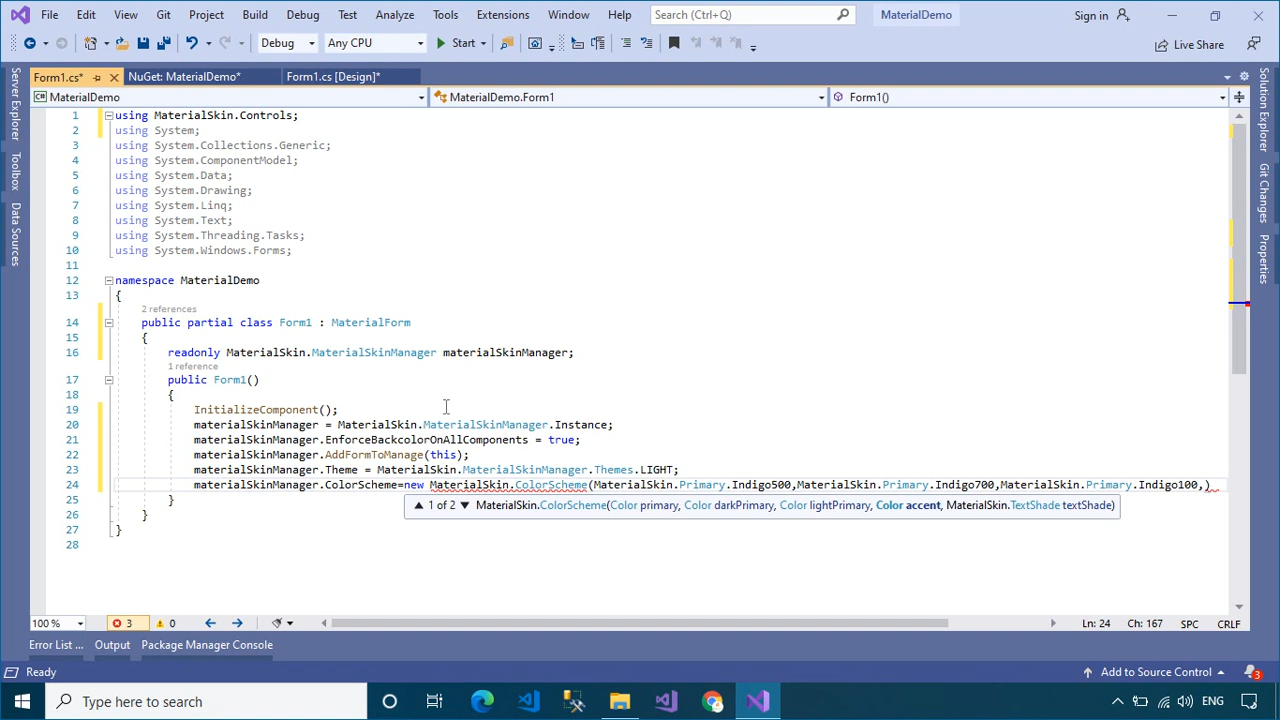 File Edit View Git Project Build Debug Test Analyze Tools Extensions Window Help Search (Ctrl+Q) MaterialDemo Sign in
Debug Any CPU Start Live Share
Form1.cs* NuGet: MaterialDemo* Form1.cs [Design]*
MaterialDemo MaterialDemo.Form1 Form1()
Server Explorer
Toolbox
Data Sources
1 using MaterialSkin.Controls;
2 using System;
3 using System.Collections.Generic;
4 using System.ComponentModel;
5 using System.Data;
6 using System.Drawing;
7 using System.Linq;
8 using System.Text;
9 using System.Threading.Tasks;
10 using System.Windows.Forms;
11
12 namespace MaterialDemo
13 {
2 references
14 public partial class Form1 : MaterialForm
15 {
16 readonly MaterialSkin.MaterialSkinManager materialSkinManager;
1 reference
17 public Form1()
18 {
19 InitializeComponent();
20 materialSkinManager = MaterialSkin.MaterialSkinManager.Instance;
21 materialSkinManager.EnforceBackcolorOnAllComponents = true;
22 materialSkinManager.AddFormToManage(this);
23 materialSkinManager.Theme = MaterialSkin.MaterialSkinManager.Themes.LIGHT;
24 materialSkinManager.ColorScheme=new MaterialSkin.ColorScheme(MaterialSkin.Primary.Indigo500,MaterialSkin.Primary.Indigo700,MaterialSkin.Primary.Indigo100,)
25 }
1 of 2 MaterialSkin.ColorScheme(Color primary, Color darkPrimary, Color lightPrimary, Color accent, MaterialSkin.TextShade textShade)
26 }
27 }
28
Solution Explorer
Git Changes
Properties
100 % 3 0 Ln: 24 Ch: 167 SPC CRLF
Error List ... Output Package Manager Console
Ready Add to Source Control 3
Type here to search ENG